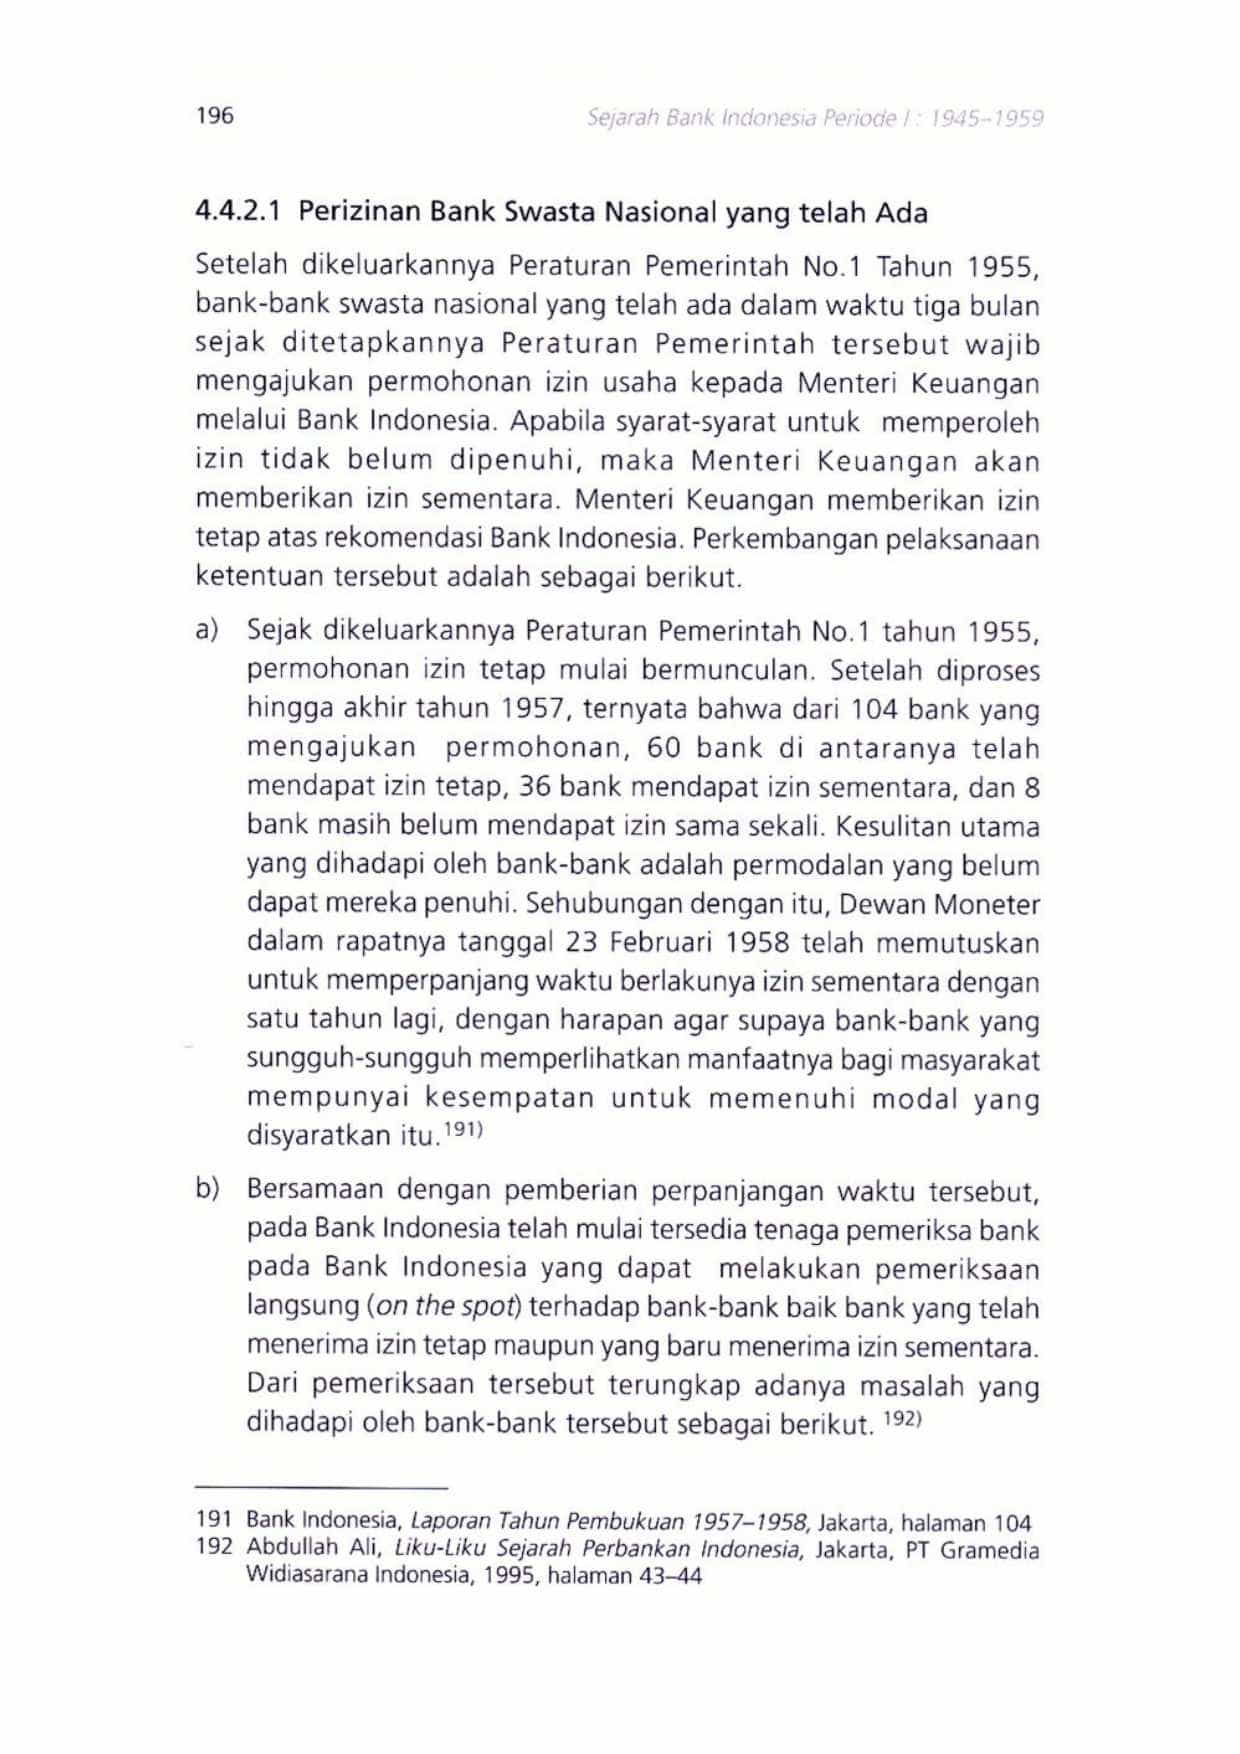 196
Sejarah Bank Indonesia Periode I : 1945–1959
4.4.2.1 Perizinan Bank Swasta Nasional yang telah Ada
Setelah dikeluarkannya Peraturan Pemerintah No.1 Tahun 1955,
bank-bank swasta nasional yang telah ada dalam waktu tiga bulan
sejak ditetapkannya Peraturan Pemerintah tersebut wajib
mengajukan permohonan izin usaha kepada Menteri Keuangan
melalui Bank Indonesia. Apabila syarat-syarat untuk memperoleh
izin tidak belum dipenuhi, maka Menteri Keuangan akan
memberikan izin sementara. Menteri Keuangan memberikan izin
tetap atas rekomendasi Bank Indonesia. Perkembangan pelaksanaan
ketentuan tersebut adalah sebagai berikut.
a) Sejak dikeluarkannya Peraturan Pemerintah No.1 tahun 1955,
permohonan izin tetap mulai bermunculan. Setelah diproses
hingga akhir tahun 1957, ternyata bahwa dari 104 bank yang
mengajukan permohonan, 60 bank di antaranya telah
mendapat izin tetap, 36 bank mendapat izin sementara, dan 8
bank masih belum mendapat izin sama sekali. Kesulitan utama
yang dihadapi oleh bank-bank adalah permodalan yang belum
dapat mereka penuhi. Sehubungan dengan itu, Dewan Moneter
dalam rapatnya tanggal 23 Februari 1958 telah memutuskan
untuk memperpanjang waktu berlakunya izin sementara dengan
satu tahun lagi, dengan harapan agar supaya bank-bank yang
sungguh-sungguh memperlihatkan manfaatnya bagi masyarakat
mempunyai kesempatan untuk memenuhi modal yang
disyaratkan itu.191)
b) Bersamaan dengan pemberian perpanjangan waktu tersebut,
pada Bank Indonesia telah mulai tersedia tenaga pemeriksa bank
pada Bank Indonesia yang dapat melakukan pemeriksaan
langsung (on the spot) terhadap bank-bank baik bank yang telah
menerima izin tetap maupun yang baru menerima izin sementara.
Dari pemeriksaan tersebut terungkap adanya masalah yang
dihadapi oleh bank-bank tersebut sebagai berikut. 192)
191 Bank Indonesia, Laporan Tahun Pembukuan 1957–1958, Jakarta, halaman 104
192 Abdullah Ali, Liku-Liku Sejarah Perbankan Indonesia, Jakarta, PT Gramedia
Widiasarana Indonesia, 1995, halaman 43–44